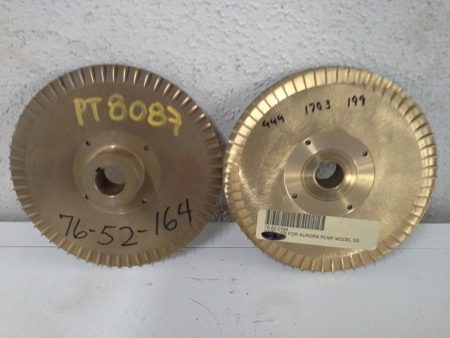 PT8087
76-52-164
444 1703 199
FOR AURORA PUMP MODEL